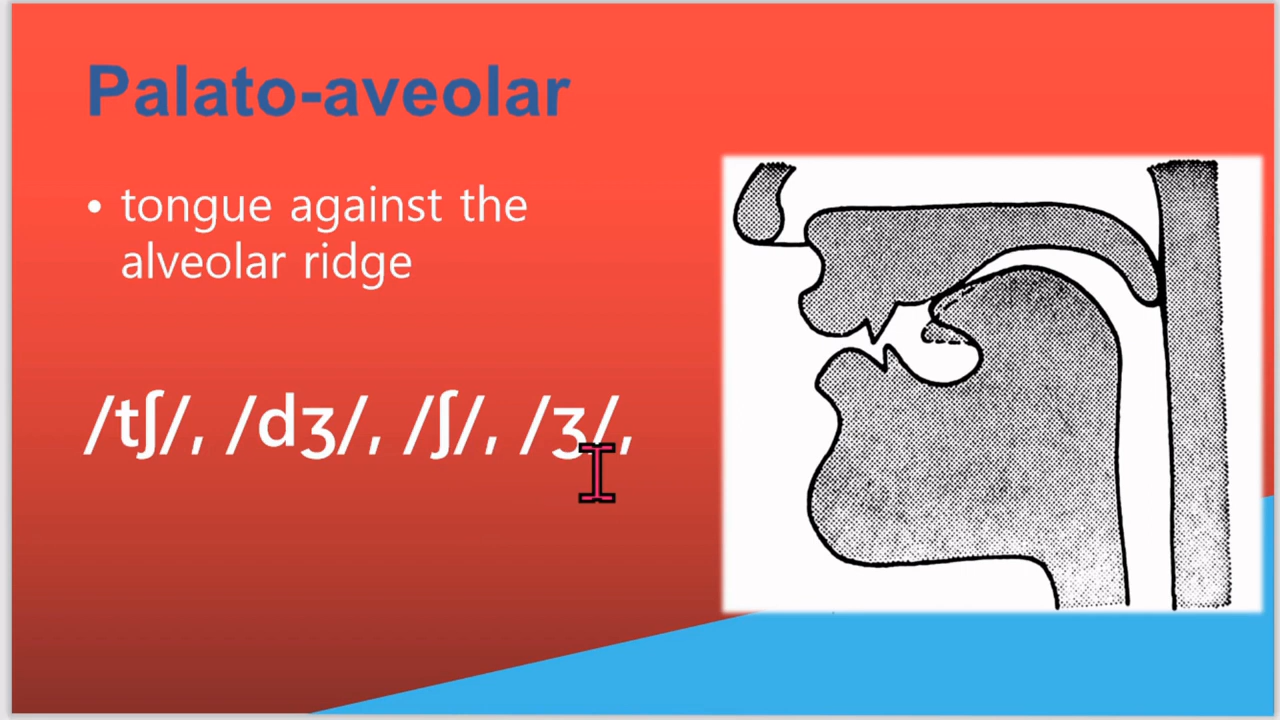 Palato-aveolar
• tongue against the
alveolar ridge
/tʃ/, /dʒ/, /ʃ/, /ʒ/,